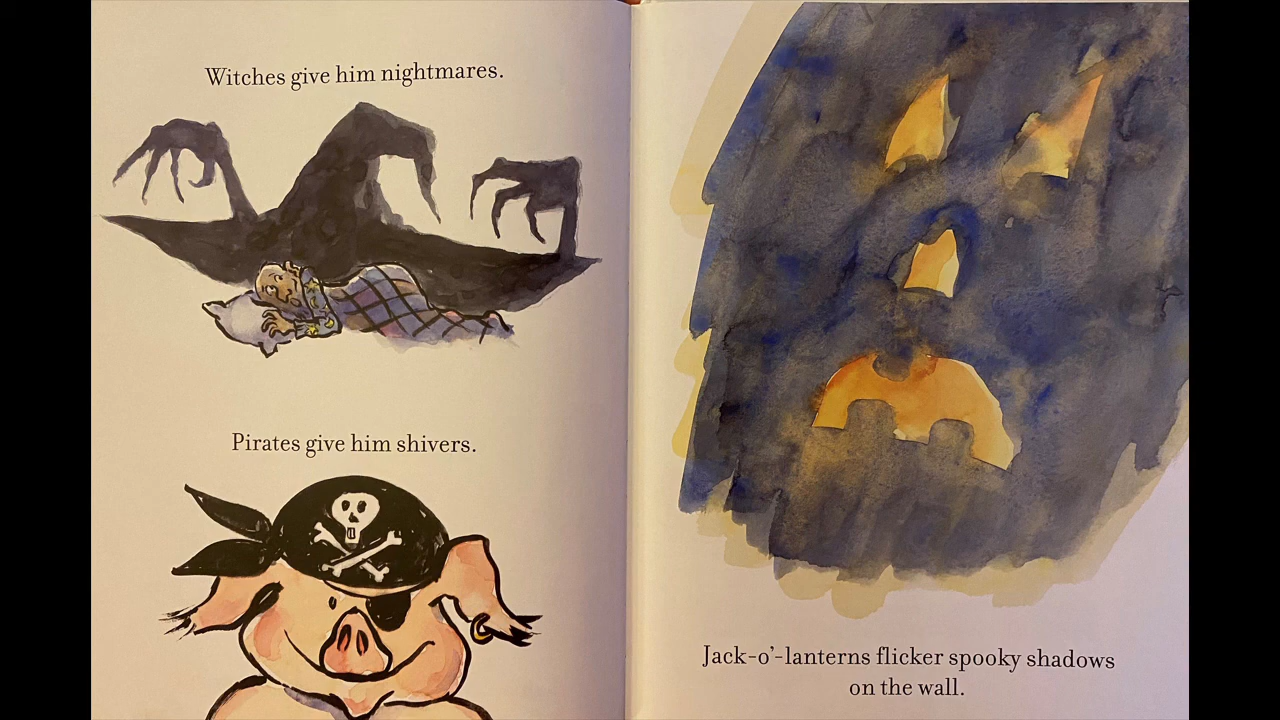 Witches give him nightmares.
Pirates give him shivers.
Jack-o’-lanterns flicker spooky shadows
on the wall.